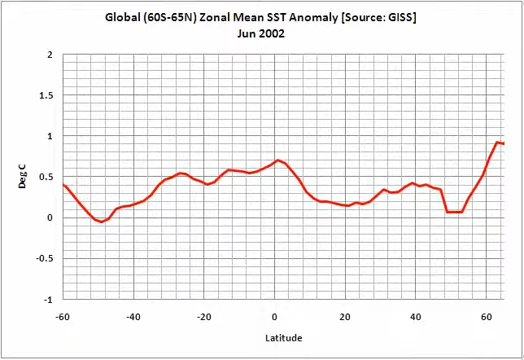 Global (60S-65N) Zonal Mean SST Anomaly [Source: GISS]
Jun 2002
2
1.5
1
0.5
0
-0.5
-1
Deg C
-60 -40 -20 0 20 40 60
Latitude